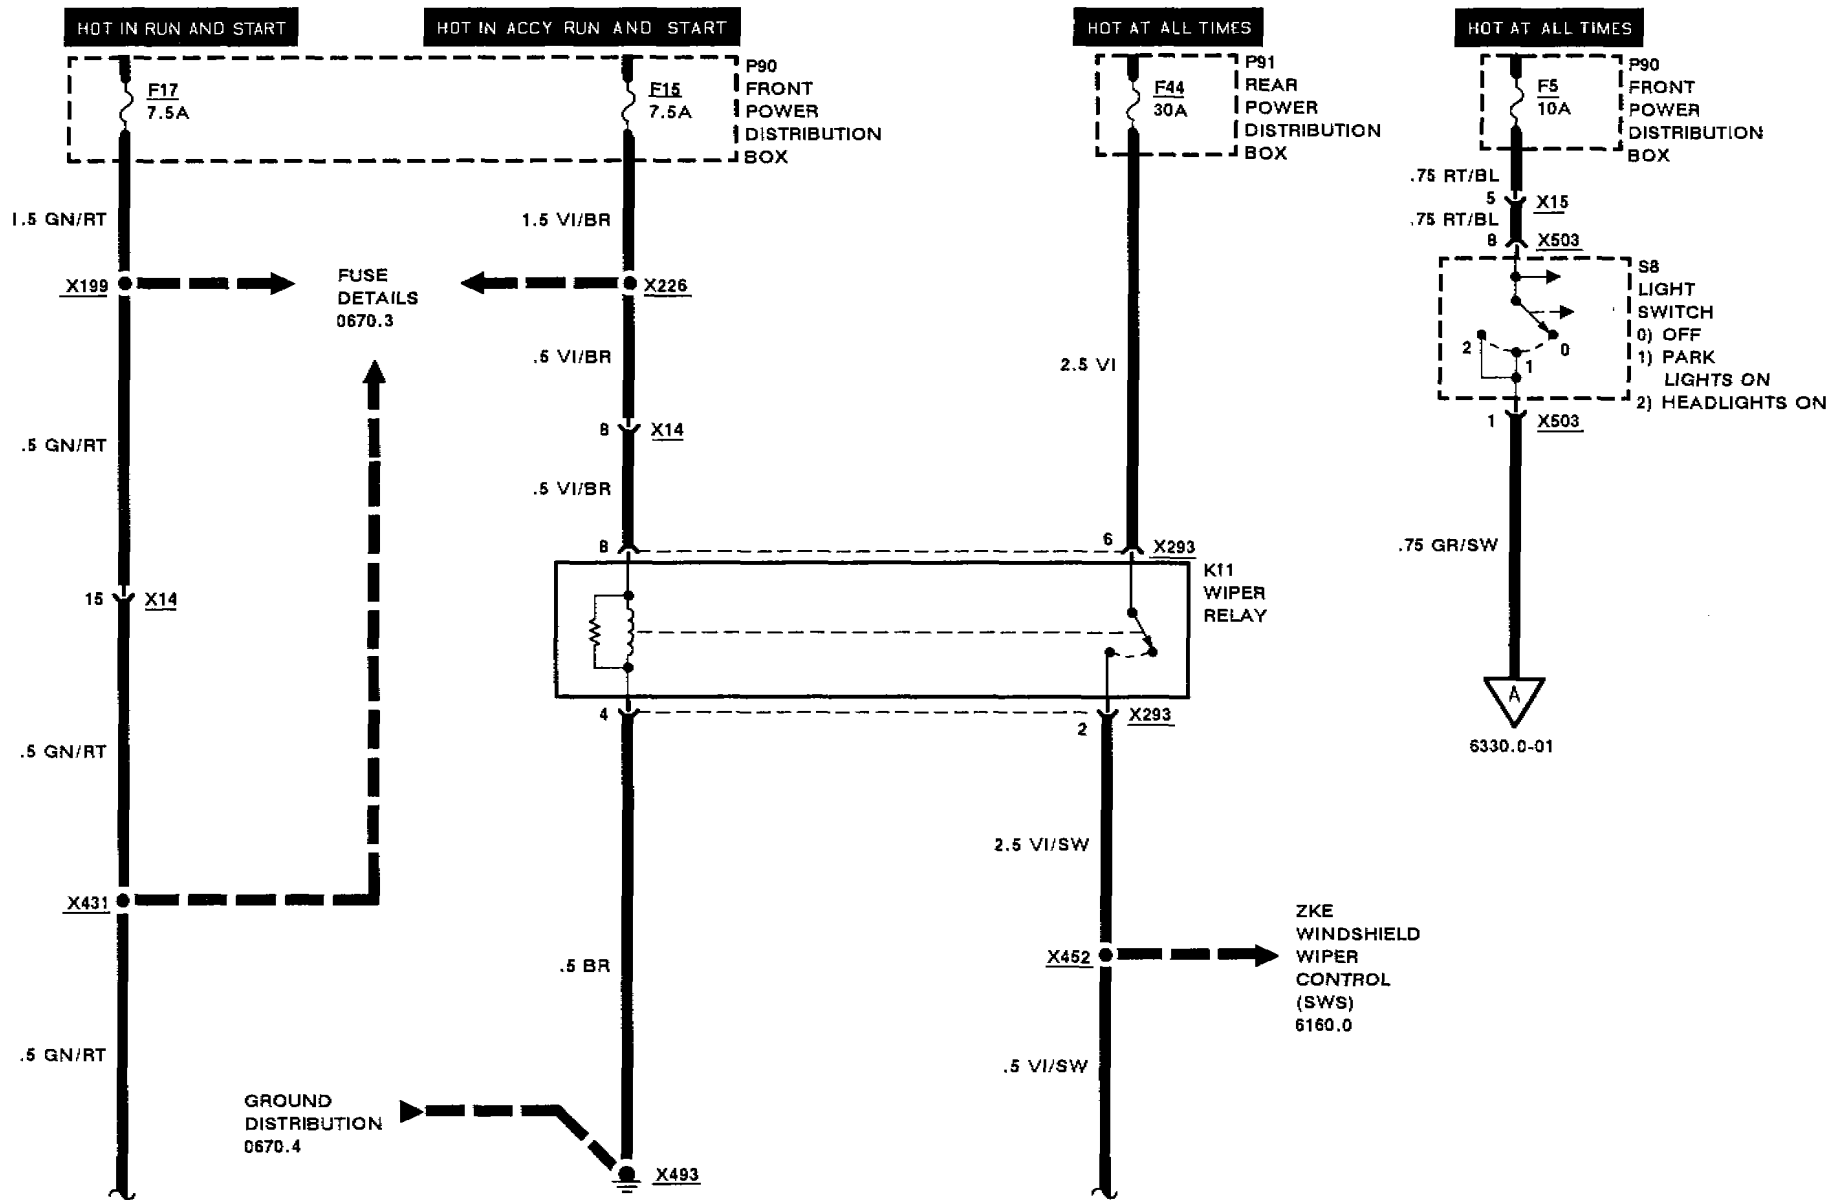 HOT IN RUN AND START
HOT IN ACCY RUN AND START
HOT AT ALL TIMES
HOT AT ALL TIMES
F17
7.5A
F15
7.5A
P90
FRONT
POWER
DISTRIBUTION
BOX
F44
30A
P91
REAR
POWER
DISTRIBUTION
BOX
F5
10A
P90
FRONT
POWER
DISTRIBUTION
BOX
.75 RT/BL
5
X15
.75 RT/BL
8
X503
1.5 GN/RT
1.5 VI/BR
X199
FUSE
DETAILS
0670.3
X226
S8
LIGHT
SWITCH
0) OFF
1) PARK
LIGHTS ON
2) HEADLIGHTS ON
2
1
0
.5 VI/BR
2.5 VI
1
X503
8
X14
.5 GN/RT
.5 VI/BR
.75 GR/SW
8
6
X293
K11
WIPER
RELAY
15
X14
4
2
X293
A
6330.0-01
.5 GN/RT
2.5 VI/SW
X431
.5 BR
X452
ZKE
WINDSHIELD
WIPER
CONTROL
(SWS)
6160.0
.5 GN/RT
.5 VI/SW
GROUND
DISTRIBUTION
0670.4
X493